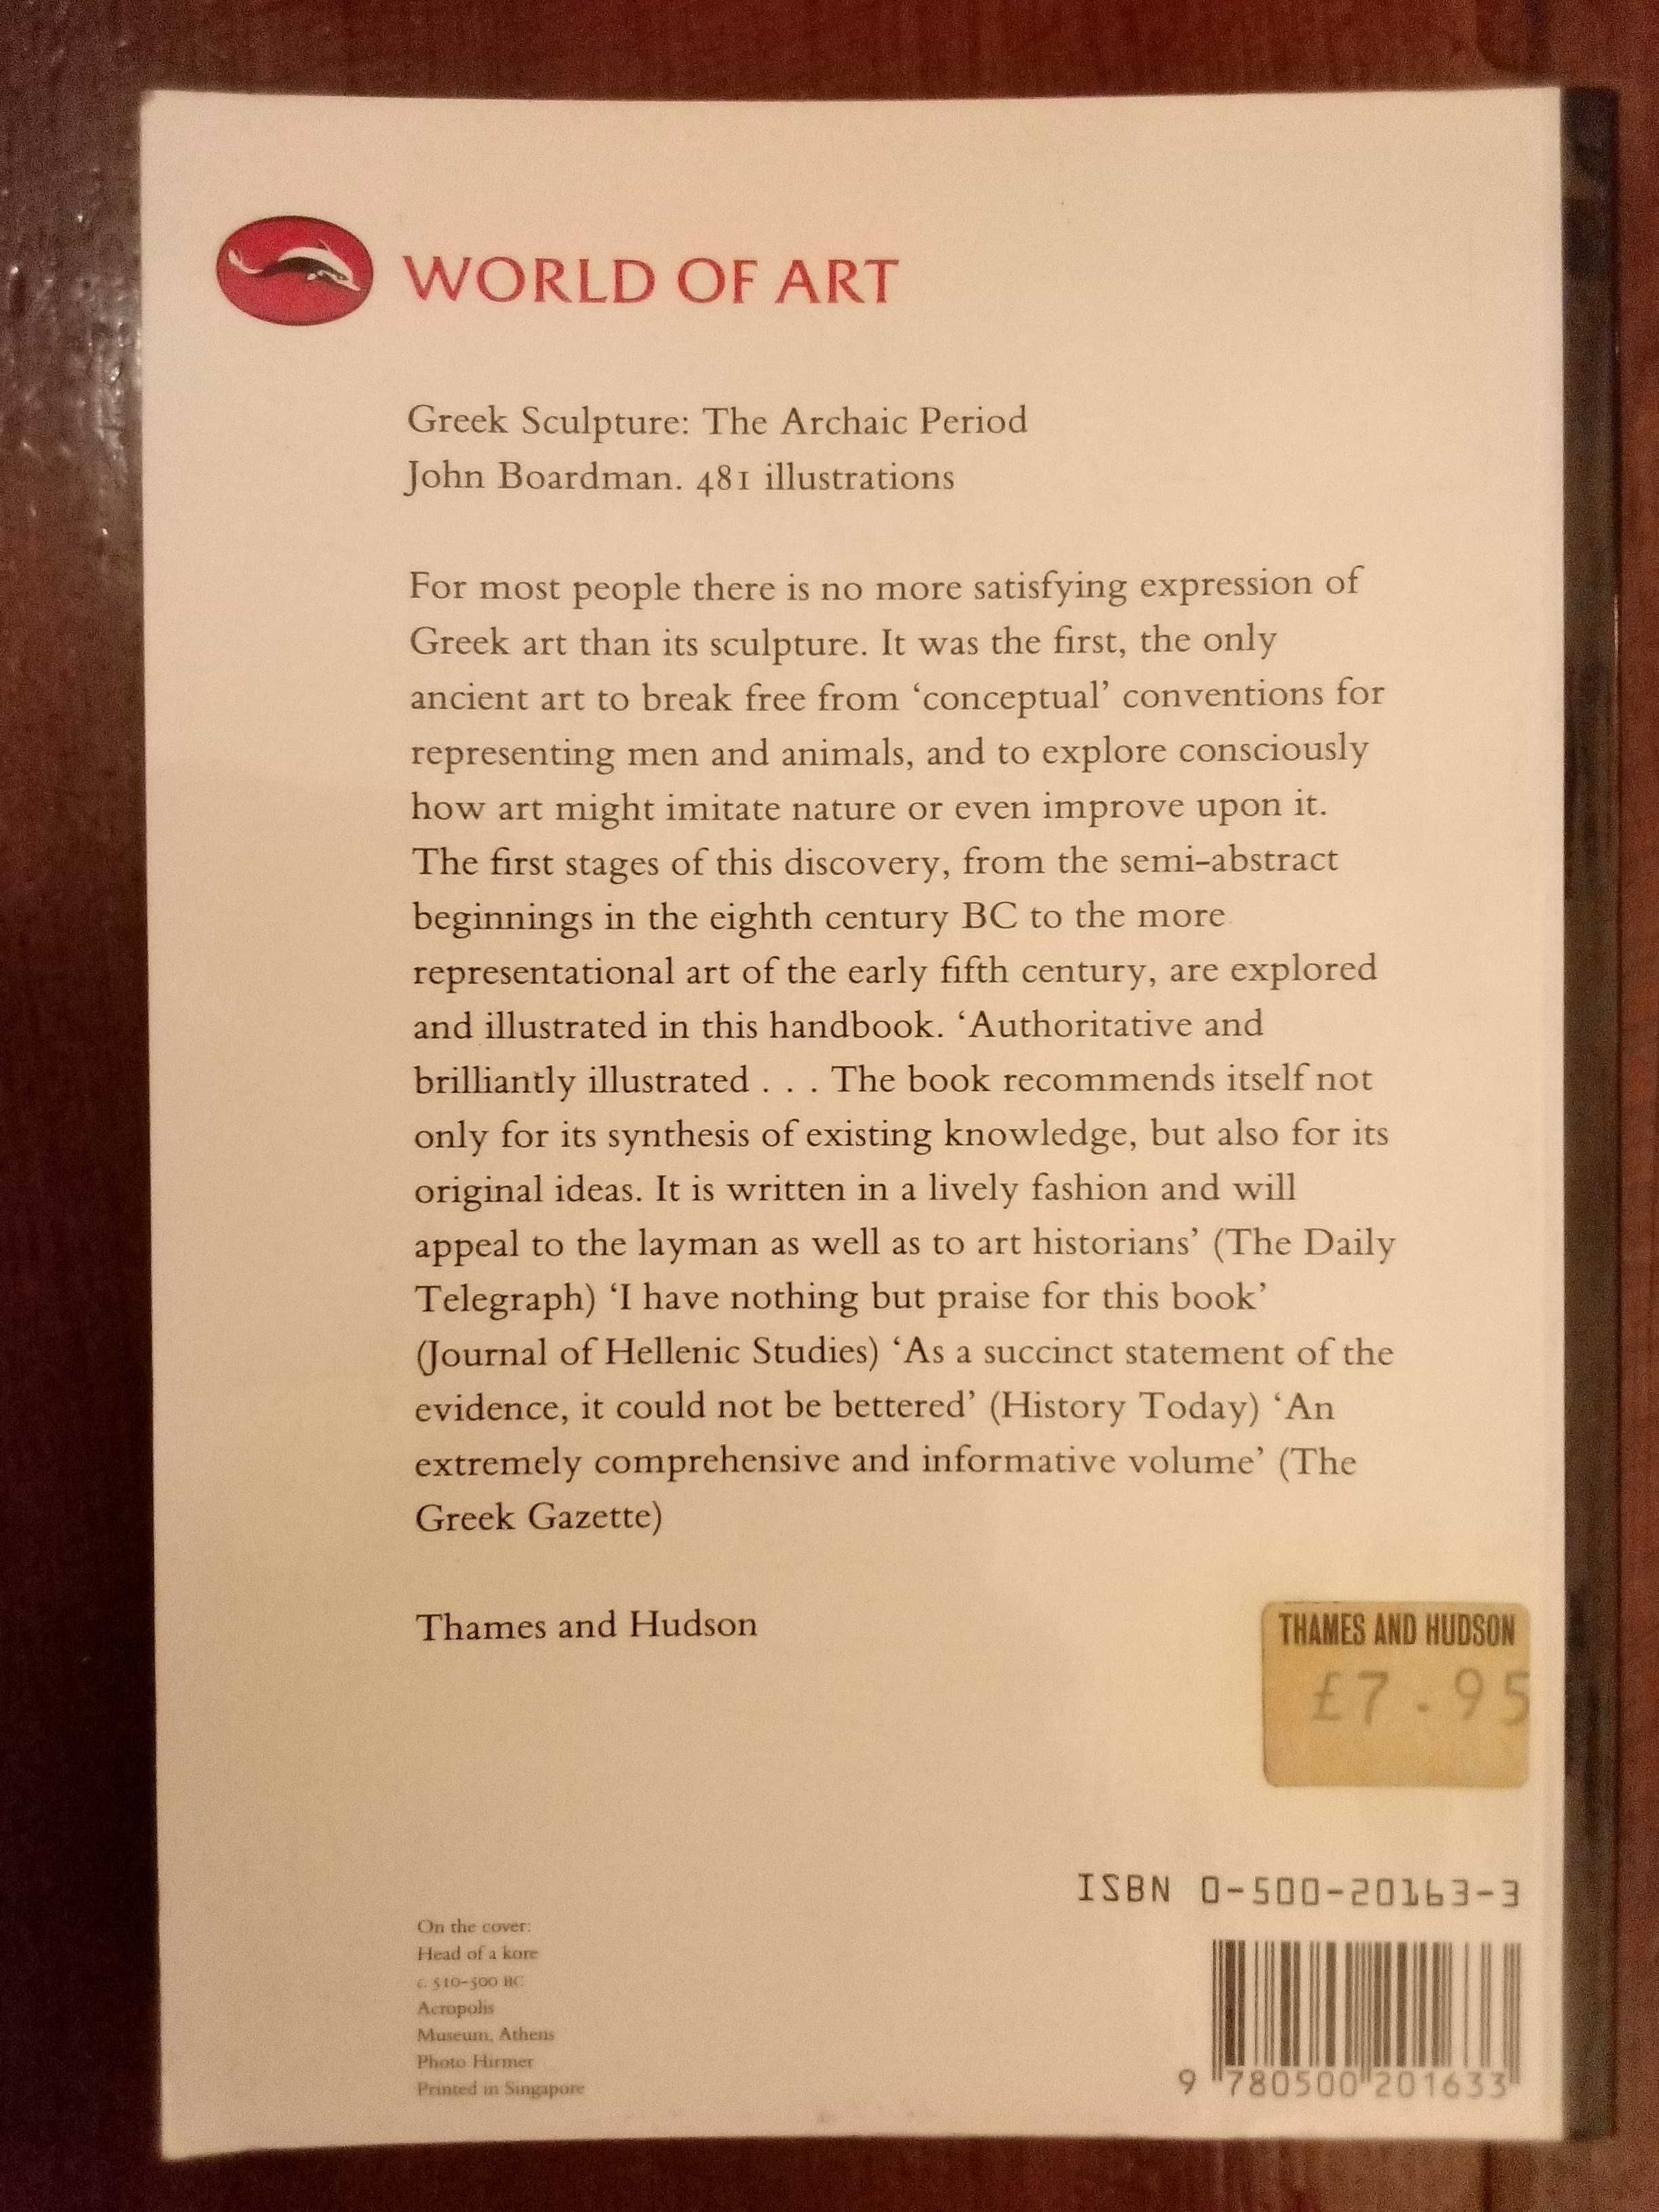 WORLD OF ART
Greek Sculpture: The Archaic Period
John Boardman. 481 illustrations
For most people there is no more satisfying expression of
Greek art than its sculpture. It was the first, the only
ancient art to break free from ‘conceptual’ conventions for
representing men and animals, and to explore consciously
how art might imitate nature or even improve upon it.
The first stages of this discovery, from the semi-abstract
beginnings in the eighth century BC to the more
representational art of the early fifth century, are explored
and illustrated in this handbook. ‘Authoritative and
brilliantly illustrated . . . The book recommends itself not
only for its synthesis of existing knowledge, but also for its
original ideas. It is written in a lively fashion and will
appeal to the layman as well as to art historians’ (The Daily
Telegraph) ‘I have nothing but praise for this book’
(Journal of Hellenic Studies) ‘As a succinct statement of the
evidence, it could not be bettered’ (History Today) ‘An
extremely comprehensive and informative volume’ (The
Greek Gazette)
Thames and Hudson
THAMES AND HUDSON
£7.95
On the cover:
Head of a kore
c. 510–500 BC
Acropolis
Museum, Athens
Photo Hirmer
Printed in Singapore
ISBN 0-500-20163-3
9 780500 201633